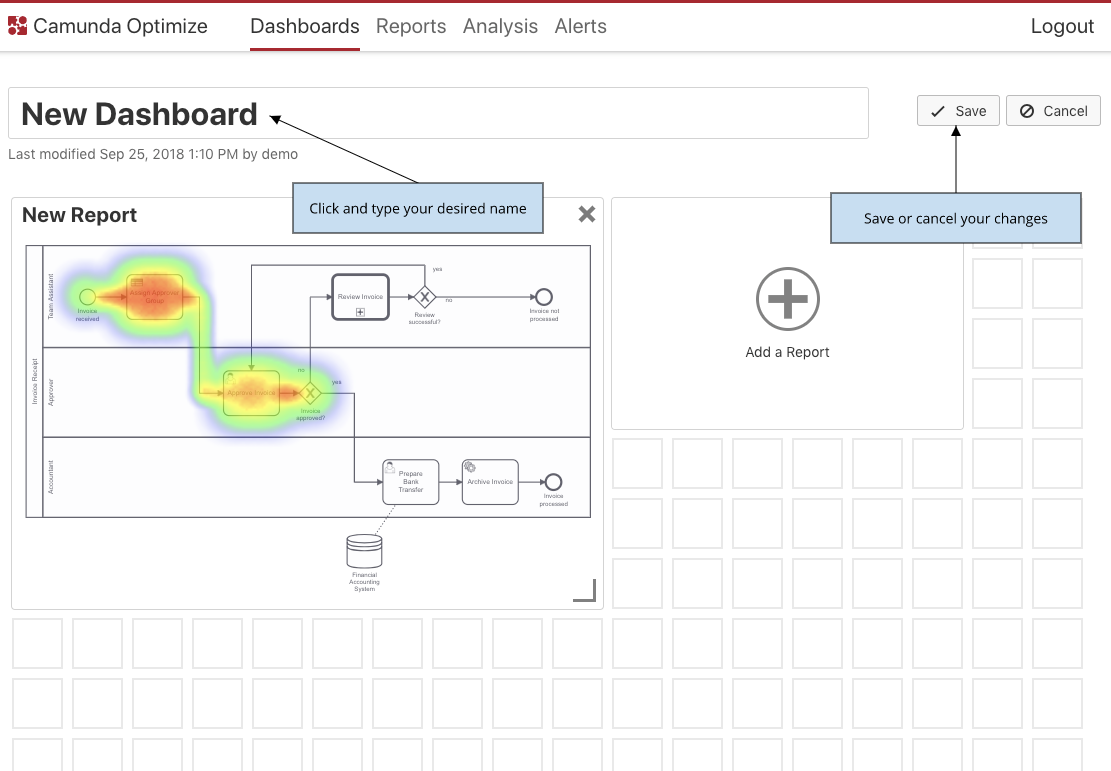 Camunda Optimize
Dashboards
Reports
Analysis
Alerts
Logout
New Dashboard
Save
Cancel
Last modified Sep 25, 2018 1:10 PM by demo
Click and type your desired name
Save or cancel your changes
New Report
Invoice Receipt
Team Assistant
Invoice
received
Assign Approver
Group
Review Invoice
yes
no
Review
successful?
Invoice not
processed
Approver
Approve Invoice
no
yes
Invoice
approved?
Accountant
Prepare
Bank
Transfer
Archive Invoice
Invoice
processed
Financial
Accounting
System
Add a Report